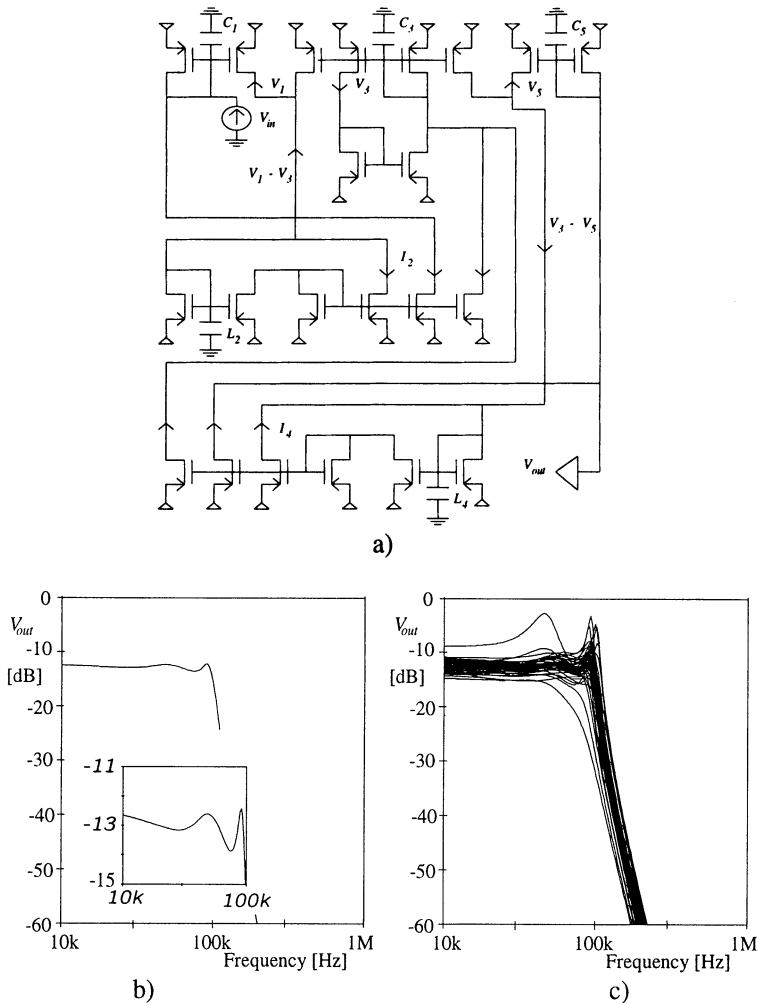 C1 C3 C5
V1 V3 V5
Vin
V1 - V3
V3 - V5
I2
L2
I4
Vout
L4
a)
0
Vout
-10
[dB]
-20
-30
-40
-50
-60
-11
-13
-15
10k 100k
10k 100k 1M
Frequency [Hz]
b)
0
Vout
-10
[dB]
-20
-30
-40
-50
-60
10k 100k 1M
Frequency [Hz]
c)